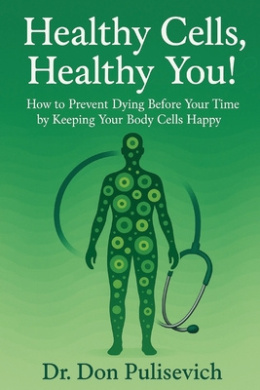 Healthy Cells,
Healthy You!
How to Prevent Dying Before Your Time
by Keeping Your Body Cells Happy
Dr. Don Pulisevich